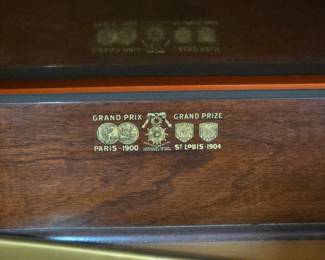 GRAND PRIX GRAND PRIZE
PARIS - 1900 ST LOUIS - 1904